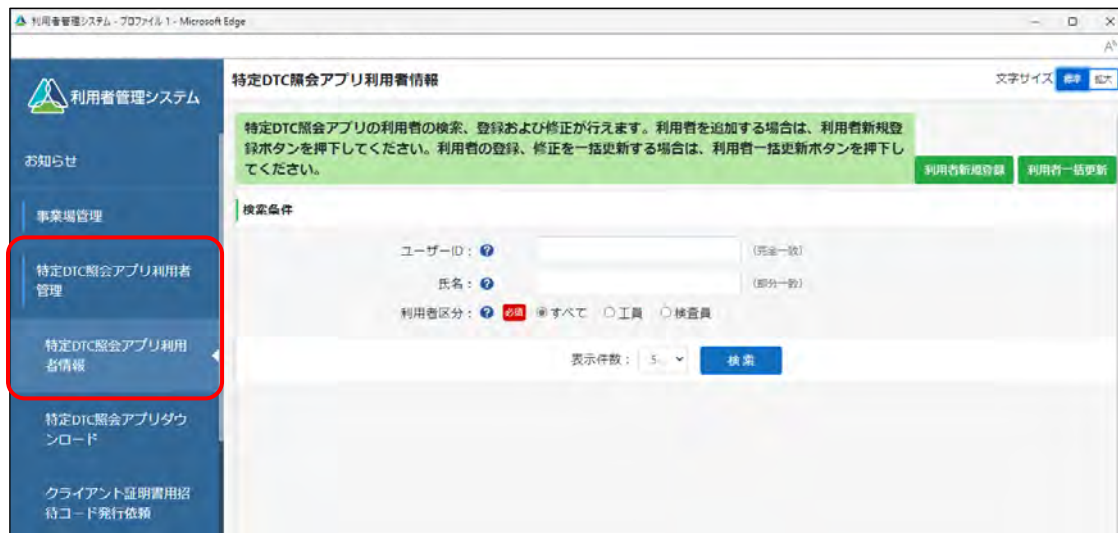 利用者管理システム - プロファイル 1 - Microsoft Edge
利用者管理システム
お知らせ
事業場管理
特定DTC照会アプリ利用者
管理
特定DTC照会アプリ利用
者情報
特定DTC照会アプリダウ
ンロード
クライアント証明書用招
待コード発行依頼
特定DTC照会アプリ利用者情報
文字サイズ 標準 拡大
特定DTC照会アプリの利用者の検索、登録および修正が行えます。利用者を追加する場合は、利用者新規登
録ボタンを押下してください。利用者の登録、修正を一括更新する場合は、利用者一括更新ボタンを押下し
てください。
利用者新規登録 利用者一括更新
検索条件
ユーザーID: ? (完全一致)
氏名: ? (部分一致)
利用者区分: ? 必須 すべて 工員 検査員
表示件数: 5 検索